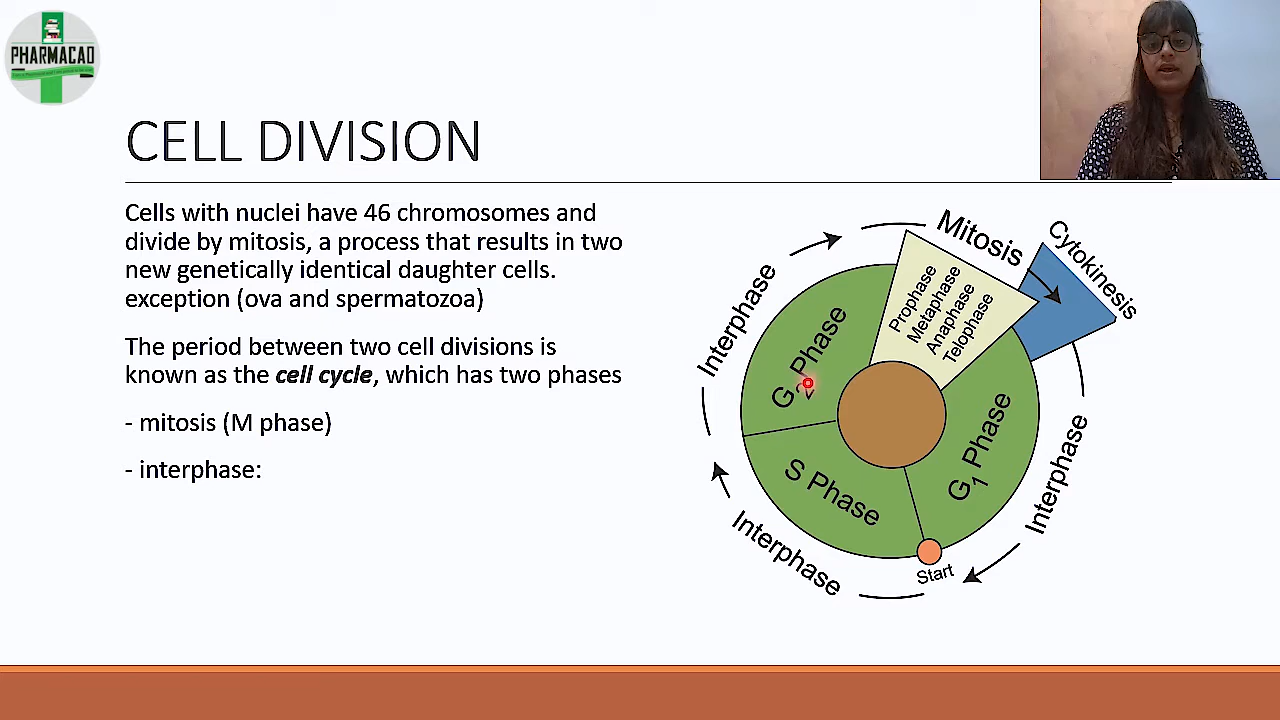 PHARMACAD
CELL DIVISION
Cells with nuclei have 46 chromosomes and
divide by mitosis, a process that results in two
new genetically identical daughter cells.
exception (ova and spermatozoa)
The period between two cell divisions is
known as the cell cycle, which has two phases
- mitosis (M phase)
- interphase:
Mitosis
Cytokinesis
Prophase
Metaphase
Anaphase
Telophase
Interphase
G2 Phase
G1 Phase
Interphase
S Phase
Interphase
Start